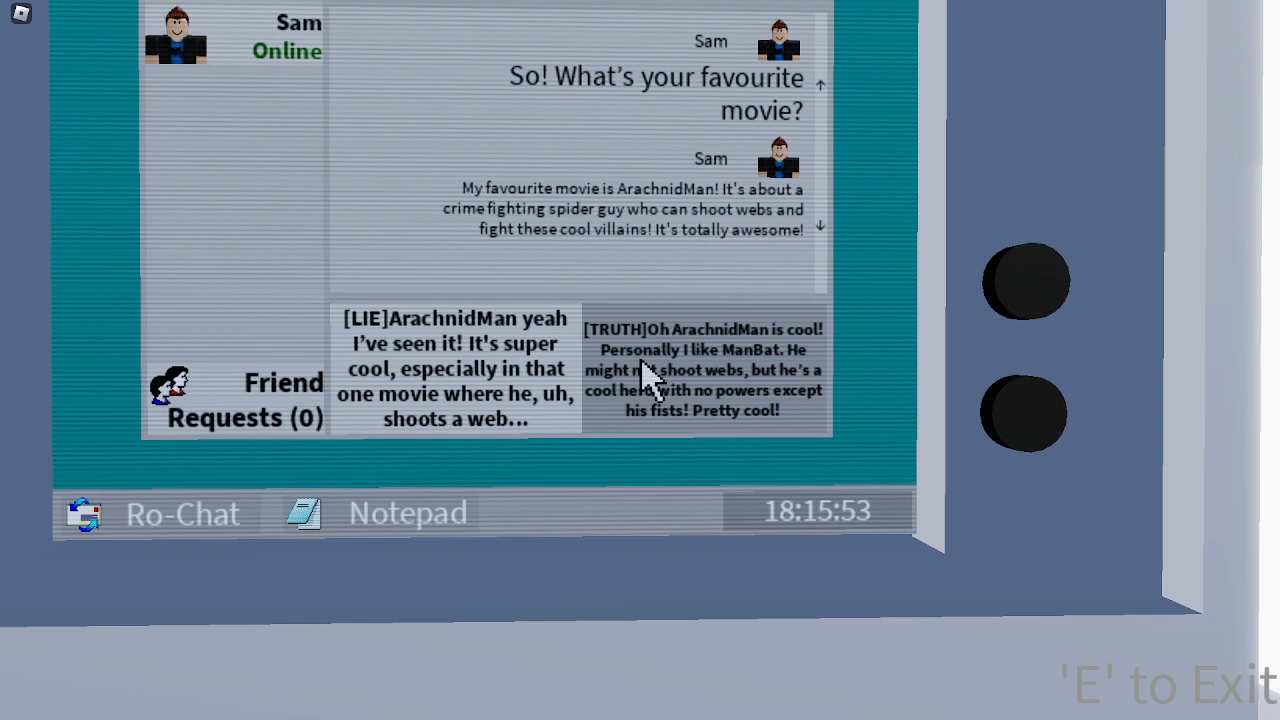 Sam
Online
Sam
So! What's your favourite
movie?
Sam
My favourite movie is ArachnidMan! It's about a
crime fighting spider guy who can shoot webs and
fight these cool villains! It's totally awesome!
[LIE]ArachnidMan yeah
I've seen it! It's super
cool, especially in that
one movie where he, uh,
shoots a web...
[TRUTH]Oh ArachnidMan is cool!
Personally I like ManBat. He
might not shoot webs, but he's a
cool hero with no powers except
his fists! Pretty cool!
Friend
Requests (0)
Ro-Chat
Notepad
18:15:53
'E' to Exit